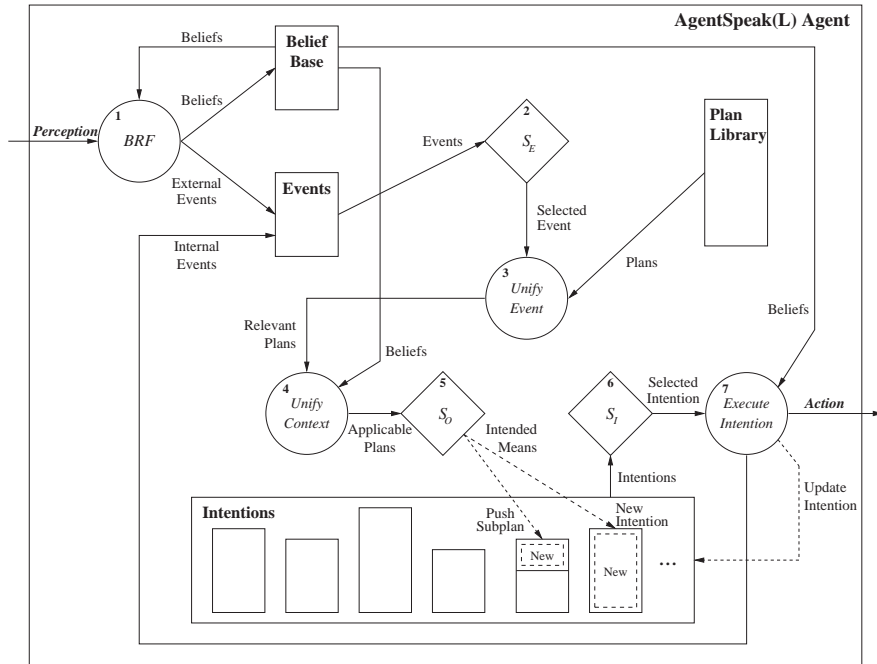 AgentSpeak(L) Agent
Beliefs
Belief
Base
Perception
1
BRF
Beliefs
2
S_E
Plan
Library
Events
External
Events
Events
Internal
Events
Selected
Event
3
Unify
Event
Plans
Relevant
Plans
Beliefs
Beliefs
4
Unify
Context
Applicable
Plans
5
S_O
Intended
Means
6
S_I
Selected
Intention
7
Execute
Intention
Action
Intentions
Update
Intention
Intentions
Push
Subplan
New
Intention
New
New
...